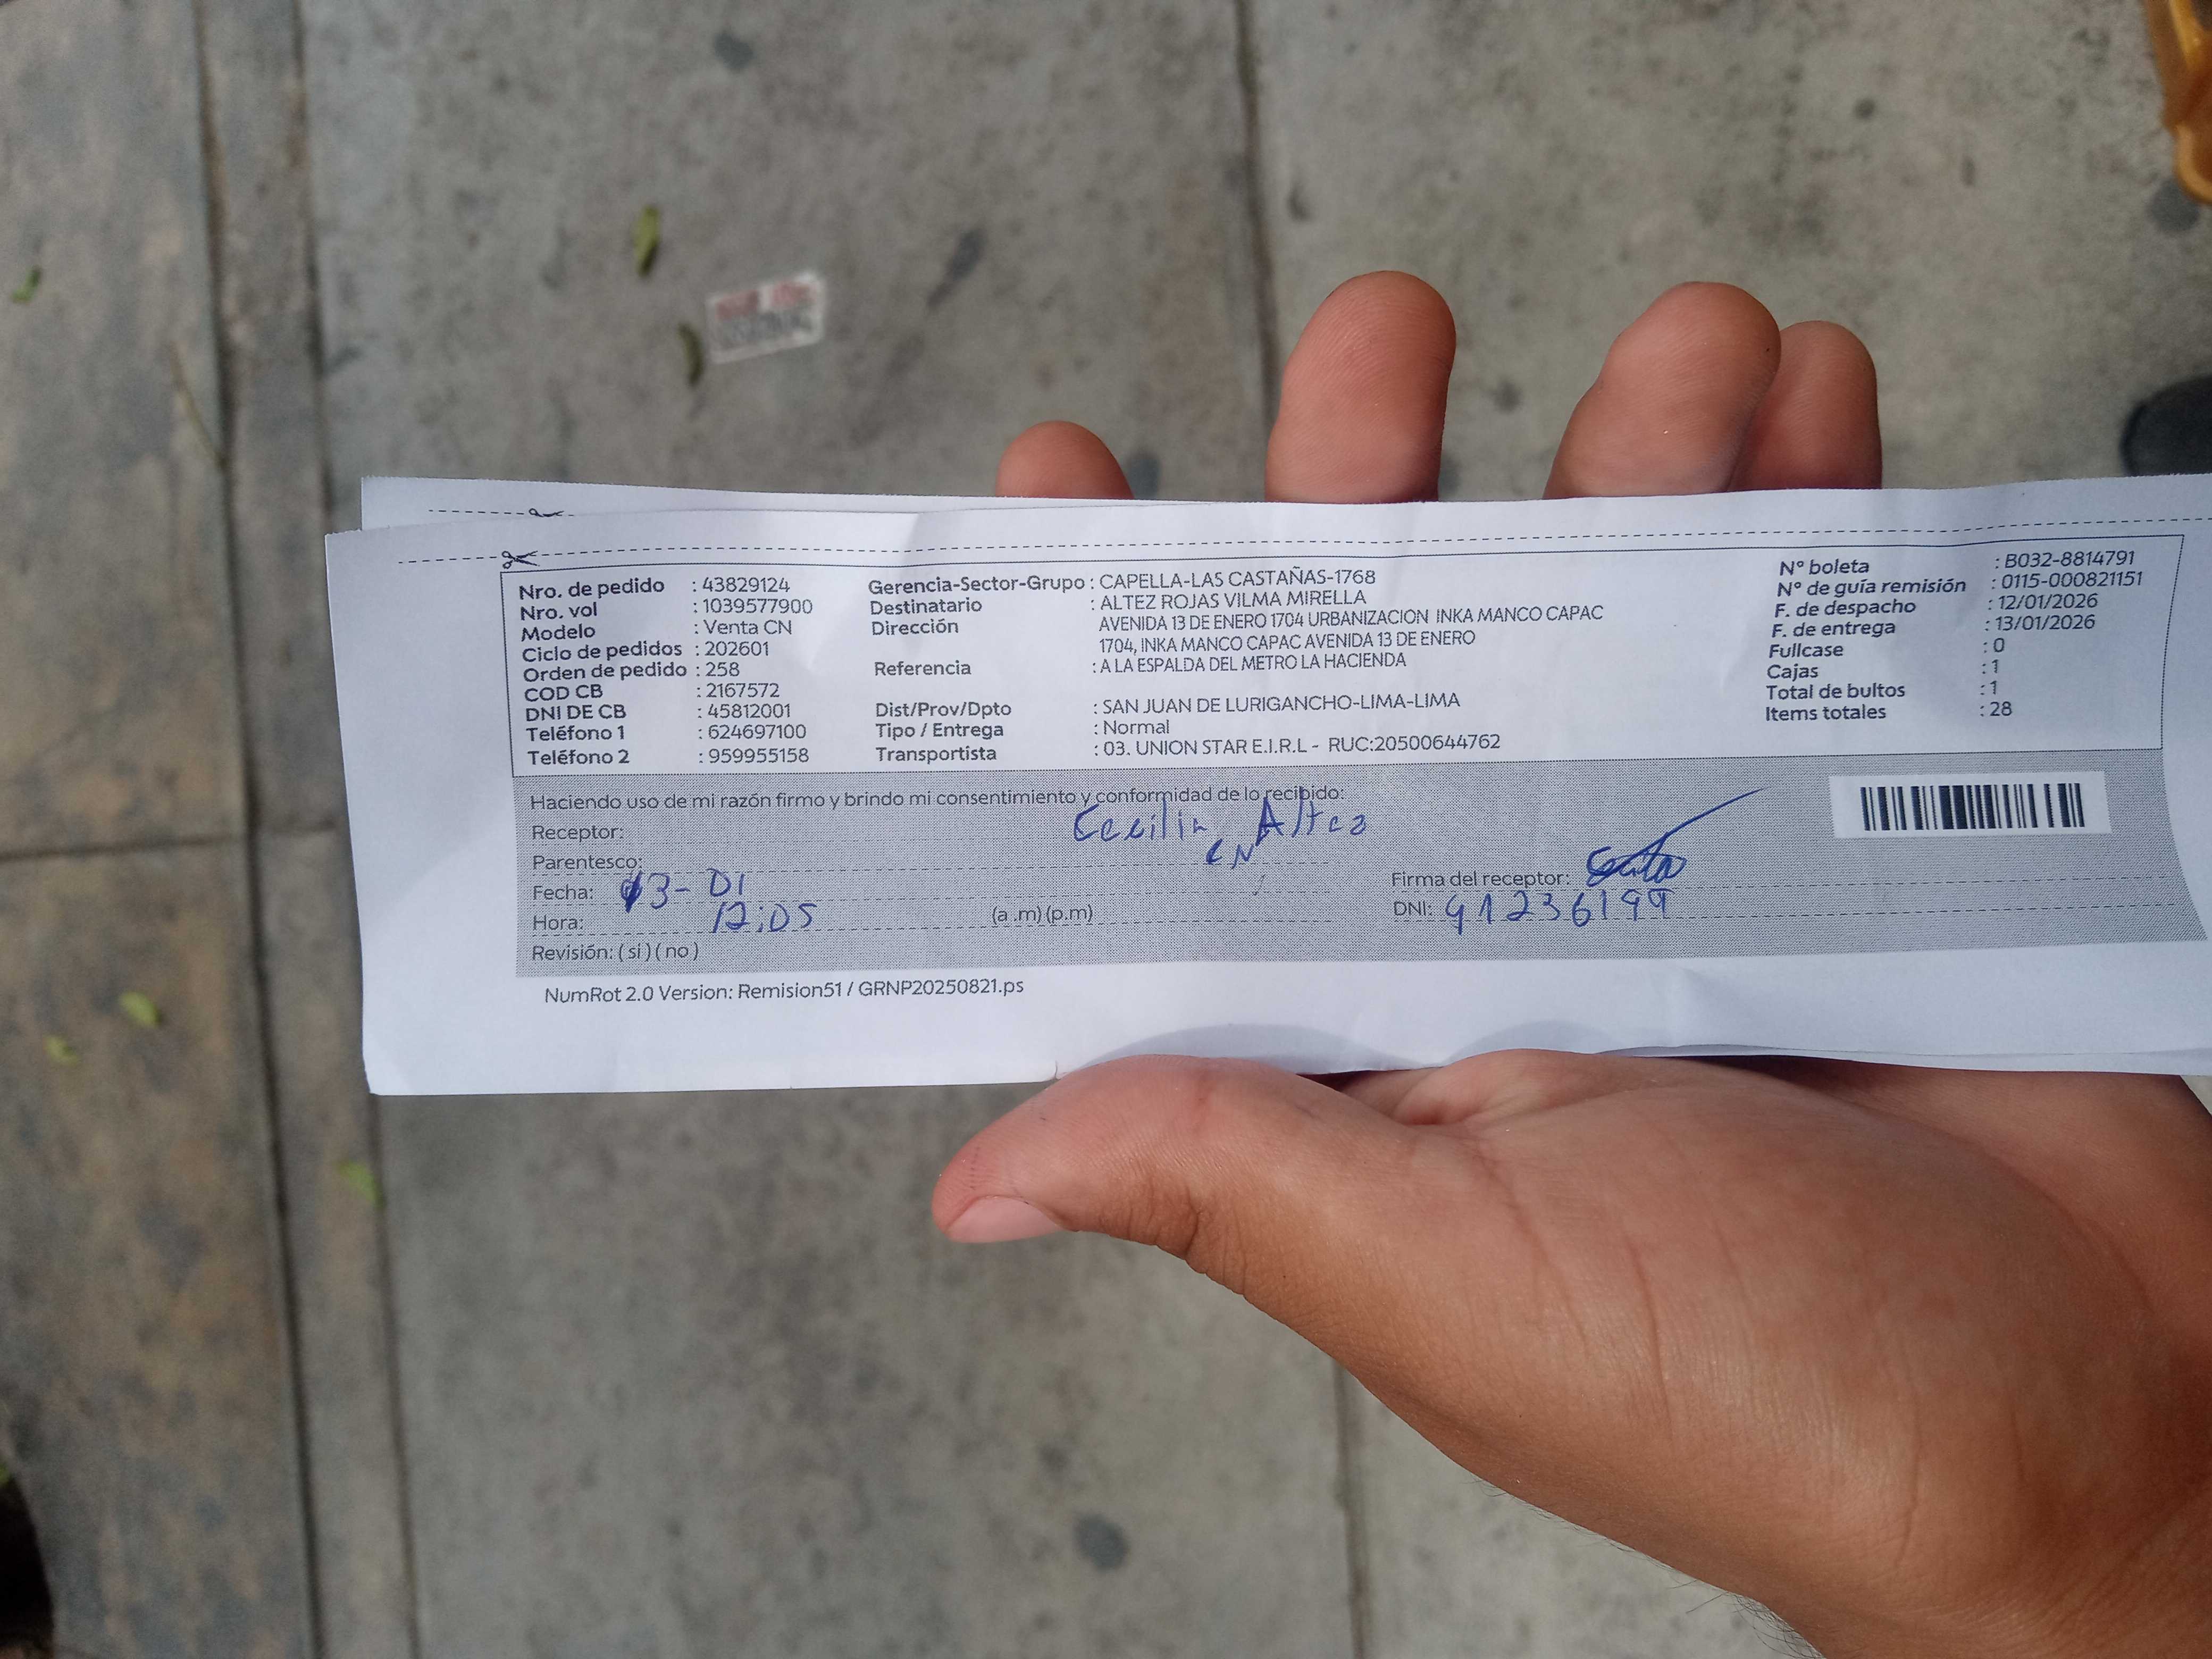 Nro. de pedido : 43829124
Nro. vol : 1039577900
Modelo : Venta CN
Ciclo de pedidos : 202601
Orden de pedido : 258
COD CB : 2167572
DNI DE CB : 45812001
Teléfono 1 : 624697100
Teléfono 2 : 959955158
Gerencia-Sector-Grupo : CAPELLA-LAS CASTAÑAS-1768
Destinatario : ALTEZ ROJAS VILMA MIRELLA
Dirección AVENIDA 13 DE ENERO 1704 URBANIZACION INKA MANCO CAPAC
1704, INKA MANCO CAPAC AVENIDA 13 DE ENERO
Referencia : A LA ESPALDA DEL METRO LA HACIENDA
Dist/Prov/Dpto : SAN JUAN DE LURIGANCHO-LIMA-LIMA
Tipo / Entrega : Normal
Transportista : 03. UNION STAR E.I.R.L - RUC:20500644762
N° boleta : B032-8814791
N° de guía remisión : 0115-000821151
F. de despacho : 12/01/2026
F. de entrega : 13/01/2026
Fullcase : 0
Cajas : 1
Total de bultos : 1
Items totales : 28
Haciendo uso de mi razón firmo y brindo mi consentimiento y conformidad de lo recibido:
Receptor: Cecilia Altez
Parentesco: CN
Fecha: 13-01
Hora: 12:05 (a .m) (p.m)
Revisión: ( si ) ( no )
Firma del receptor:
DNI:
NumRot 2.0 Version: Remision51 / GRNP20250821.ps